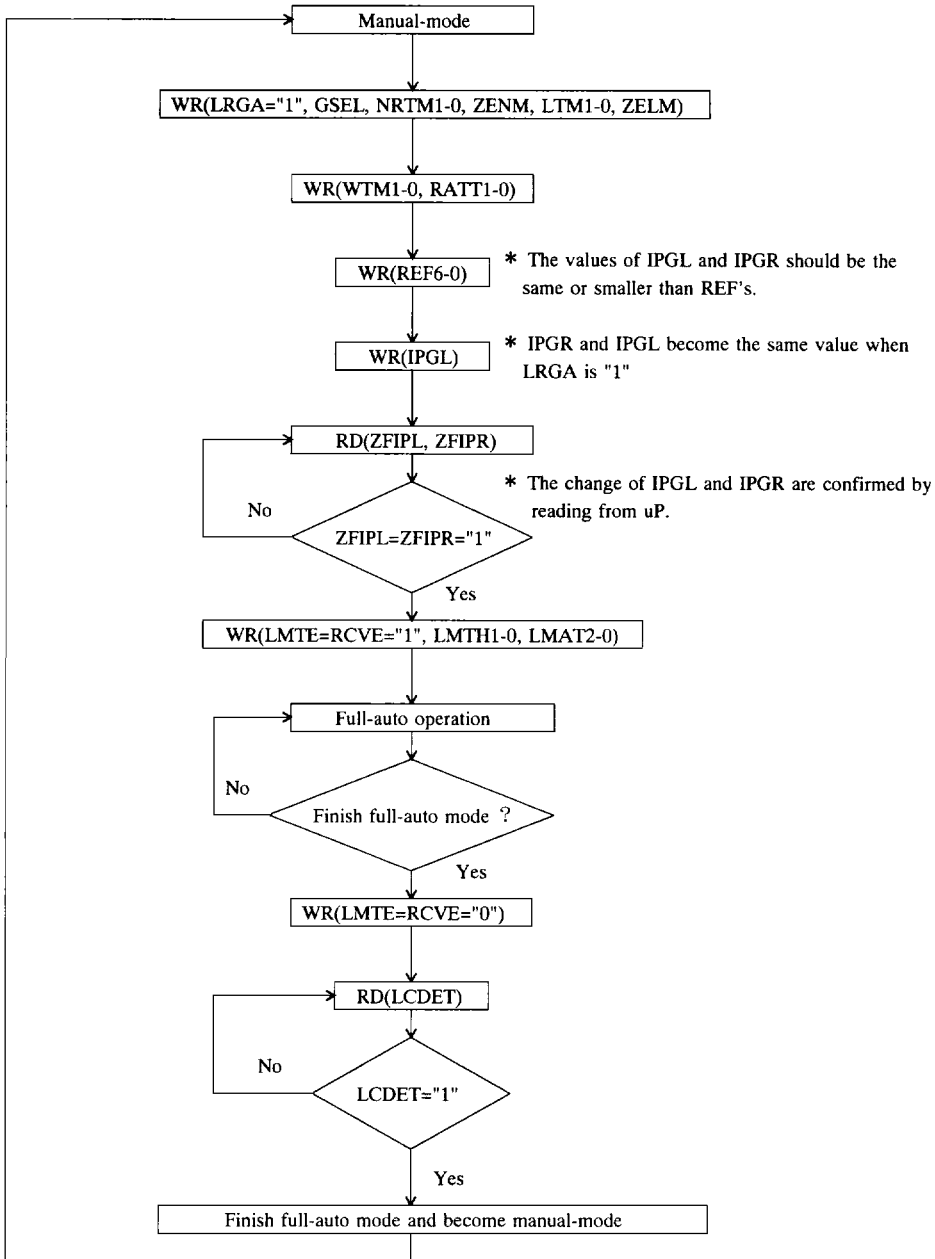 Manual-mode
WR(LRGA="1", GSEL, NRTM1-0, ZENM, LTM1-0, ZELM)
WR(WTM1-0, RATT1-0)
WR(REF6-0)
* The values of IPGL and IPGR should be the
same or smaller than REF's.
WR(IPGL)
* IPGR and IPGL become the same value when
LRGA is "1"
RD(ZFIPL, ZFIPR)
* The change of IPGL and IPGR are confirmed by
reading from uP.
No
ZFIPL=ZFIPR="1"
Yes
WR(LMTE=RCVE="1", LMTH1-0, LMAT2-0)
Full-auto operation
No
Finish full-auto mode ?
Yes
WR(LMTE=RCVE="0")
RD(LCDET)
No
LCDET="1"
Yes
Finish full-auto mode and become manual-mode